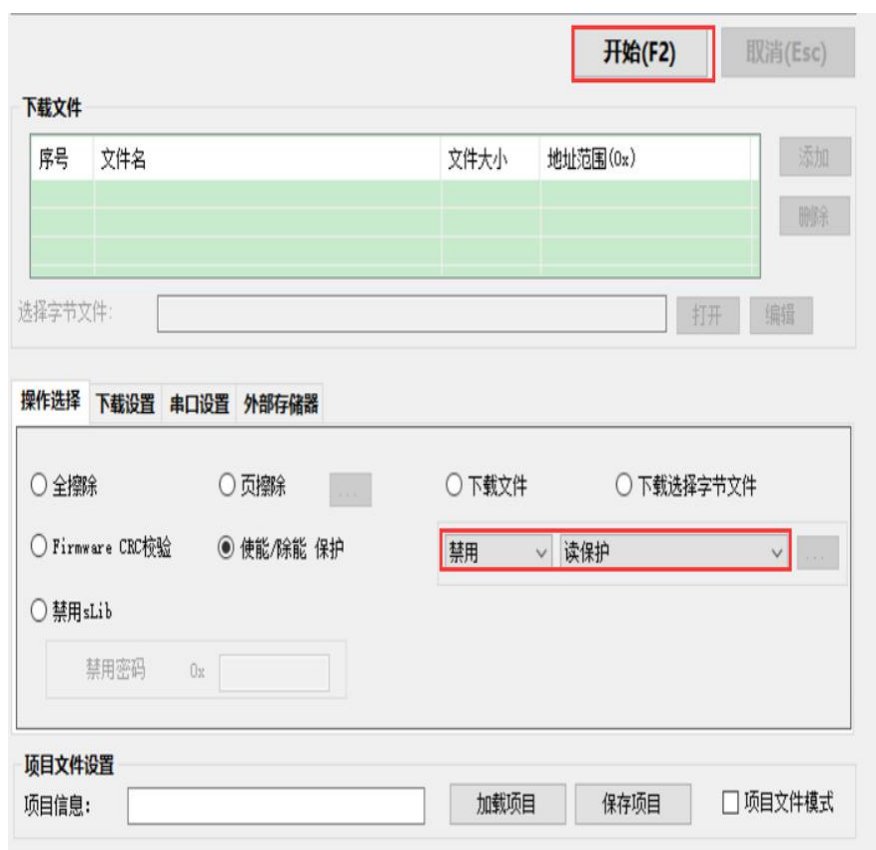 开始(F2) 取消(Esc)
下载文件
序号 文件名 文件大小 地址范围(0x)
添加
删除
选择字节文件: 打开 编辑
操作选择 下载设置 串口设置 外部存储器
全擦除 页擦除 ... 下载文件 下载选择字节文件
Firmware CRC校验 使能/除能 保护 禁用 读保护 ...
禁用sLib
禁用密码 0x
项目文件设置
项目信息: 加载项目 保存项目 项目文件模式